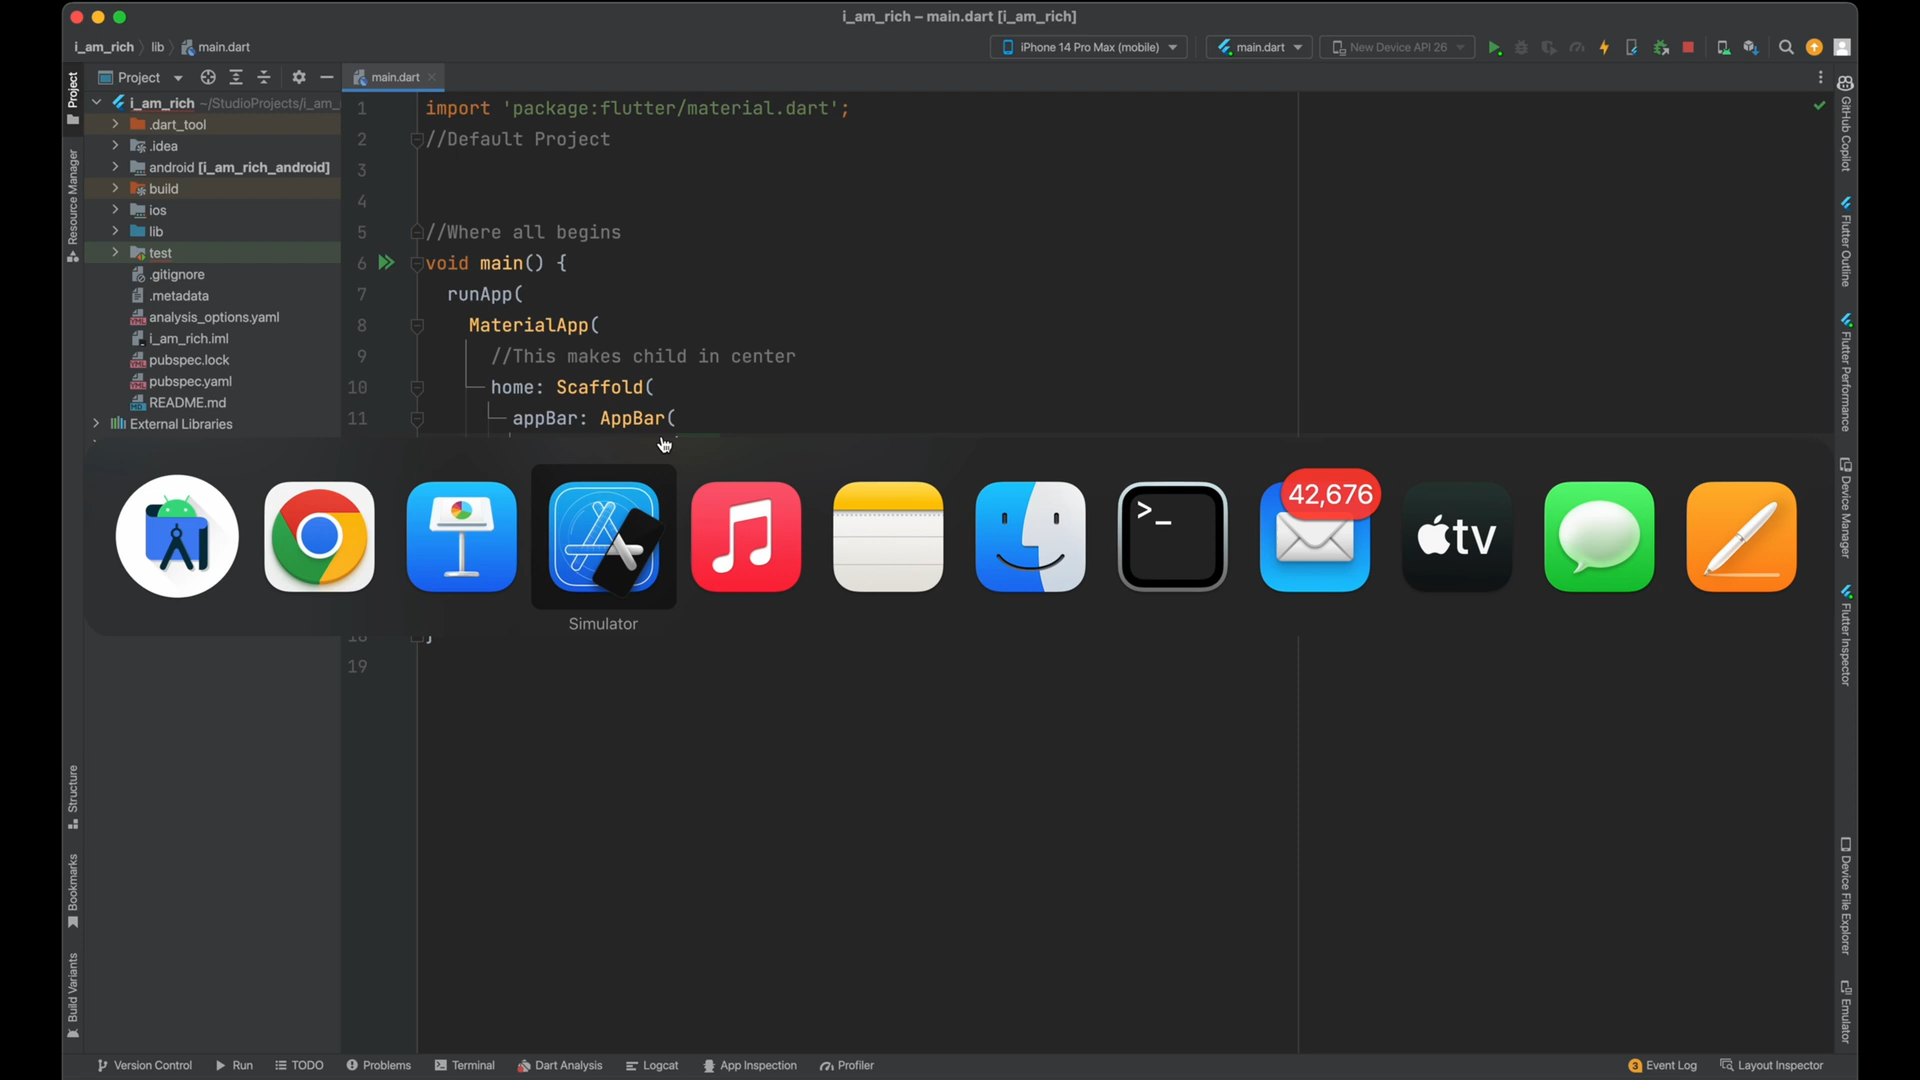 i_am_rich – main.dart [i_am_rich]
i_am_rich lib main.dart
iPhone 14 Pro Max (mobile) main.dart New Device API 26
Project
main.dart
Project
Resource Manager
Structure
Bookmarks
Build Variants
i_am_rich ~/StudioProjects/i_am_
.dart_tool
.idea
android [i_am_rich_android]
build
ios
lib
test
.gitignore
.metadata
analysis_options.yaml
i_am_rich.iml
pubspec.lock
pubspec.yaml
README.md
External Libraries
1 import 'package:flutter/material.dart';
2 //Default Project
3
4
5 //Where all begins
6 void main() {
7 runApp(
8 MaterialApp(
9 //This makes child in center
10 home: Scaffold(
11 appBar: AppBar(
>_
42,676
tv
Simulator
19
GitHub Copilot
Flutter Outline
Flutter Performance
Device Manager
Flutter Inspector
Device File Explorer
Emulator
Version Control Run TODO Problems Terminal Dart Analysis Logcat App Inspection Profiler
3 Event Log Layout Inspector